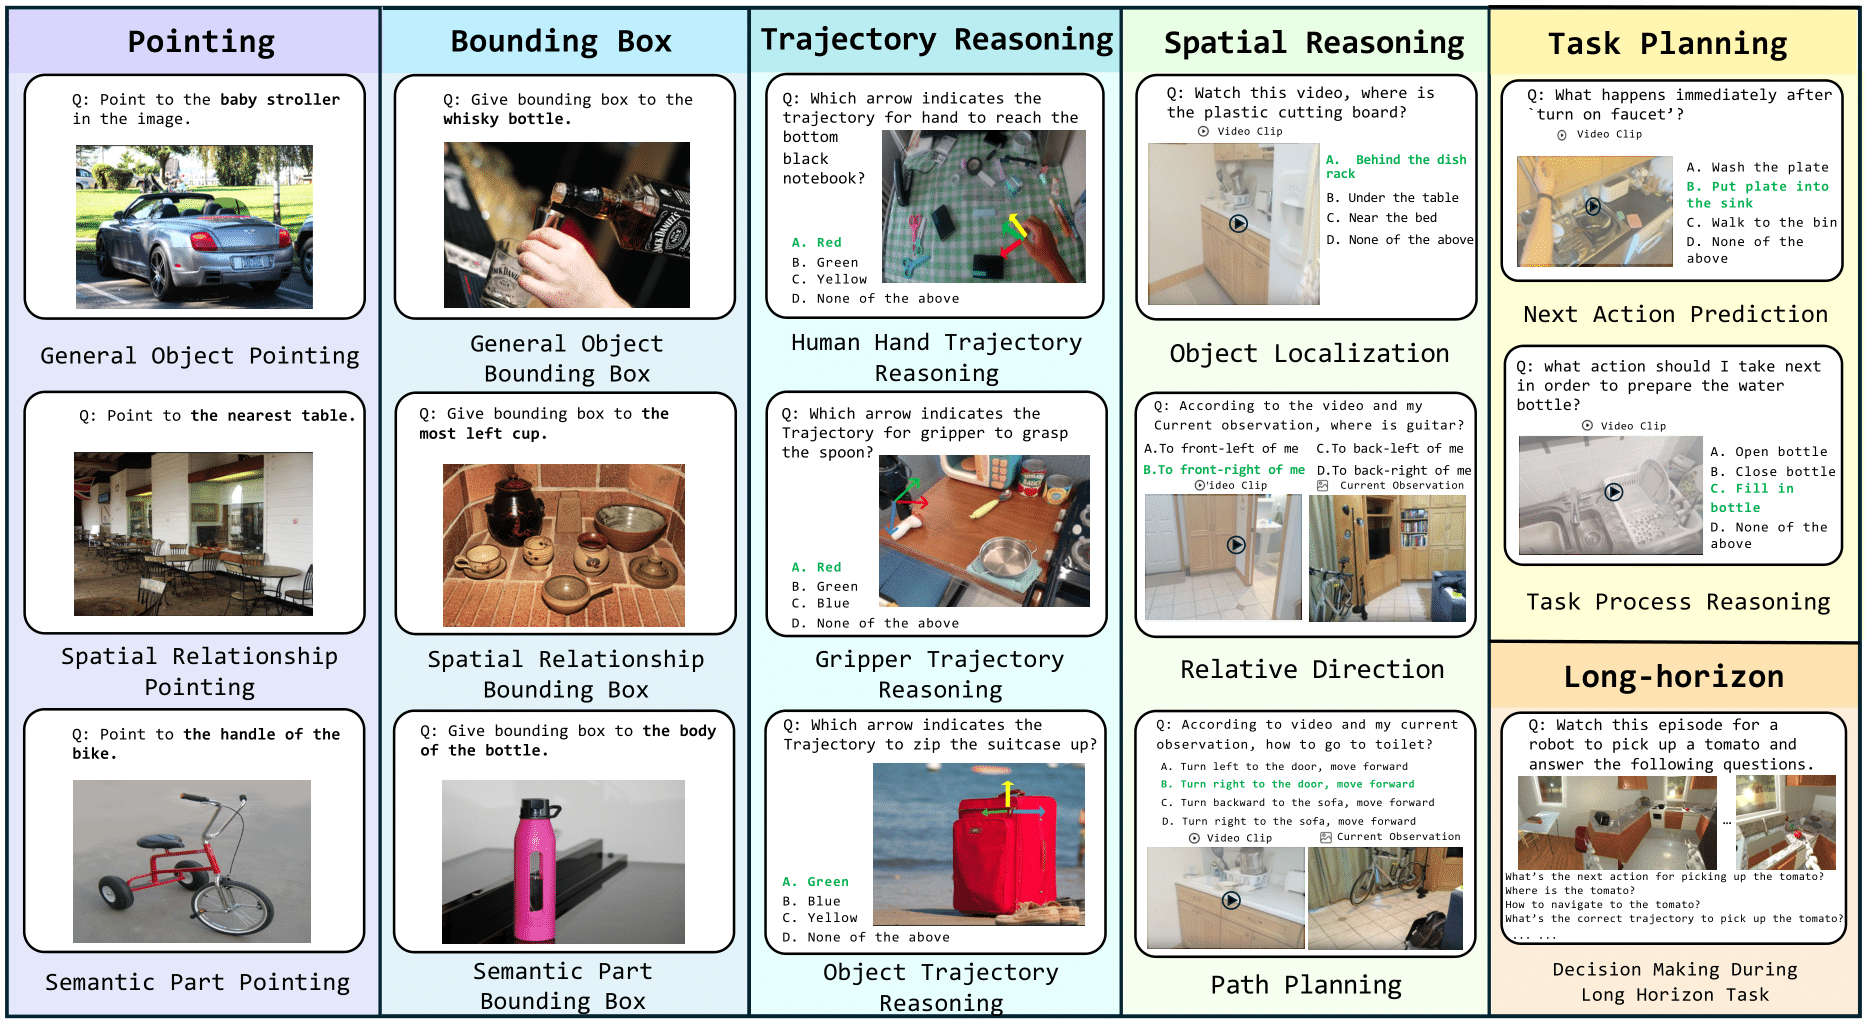 Pointing
Q: Point to the baby stroller
in the image.
General Object Pointing
Q: Point to the nearest table.
Spatial Relationship
Pointing
Q: Point to the handle of the
bike.
Semantic Part Pointing
Bounding Box
Q: Give bounding box to the
whisky bottle.
JACK DANIEL'S
JACK DANIEL'S
General Object
Bounding Box
Q: Give bounding box to the
most left cup.
Spatial Relationship
Bounding Box
Q: Give bounding box to the body
of the bottle.
Semantic Part
Bounding Box
Trajectory Reasoning
Q: Which arrow indicates the
trajectory for hand to reach the
bottom
black
notebook?
A. Red
B. Green
C. Yellow
D. None of the above
Human Hand Trajectory
Reasoning
Q: Which arrow indicates the
Trajectory for gripper to grasp
the spoon?
A. Red
B. Green
C. Blue
D. None of the above
Gripper Trajectory
Reasoning
Q: Which arrow indicates the
Trajectory to zip the suitcase up?
A. Green
B. Blue
C. Yellow
D. None of the above
Object Trajectory
Reasoning
Spatial Reasoning
Q: Watch this video, where is
the plastic cutting board?
Video Clip
A. Behind the dish
rack
B. Under the table
C. Near the bed
D. None of the above
Object Localization
Q: According to the video and my
Current observation, where is guitar?
A.To front-left of me C.To back-left of me
B.To front-right of me D.To back-right of me
'ideo Clip Current Observation
Relative Direction
Q: According to video and my current
observation, how to go to toilet?
A. Turn left to the door, move forward
B. Turn right to the door, move forward
C. Turn backward to the sofa, move forward
D. Turn right to the sofa, move forward
Video Clip Current Observation
Path Planning
Task Planning
Q: What happens immediately after
`turn on faucet’?
Video Clip
A. Wash the plate
B. Put plate into
the sink
C. Walk to the bin
D. None of the
above
Next Action Prediction
Q: what action should I take next
in order to prepare the water
bottle?
Video Clip
A. Open bottle
B. Close bottle
C. Fill in
bottle
D. None of the
above
Task Process Reasoning
Long-horizon
Q: Watch this episode for a
robot to pick up a tomato and
answer the following questions.
...
What’s the next action for picking up the tomato?
Where is the tomato?
How to navigate to the tomato?
What’s the correct trajectory to pick up the tomato?
... ...
Decision Making During
Long Horizon Task